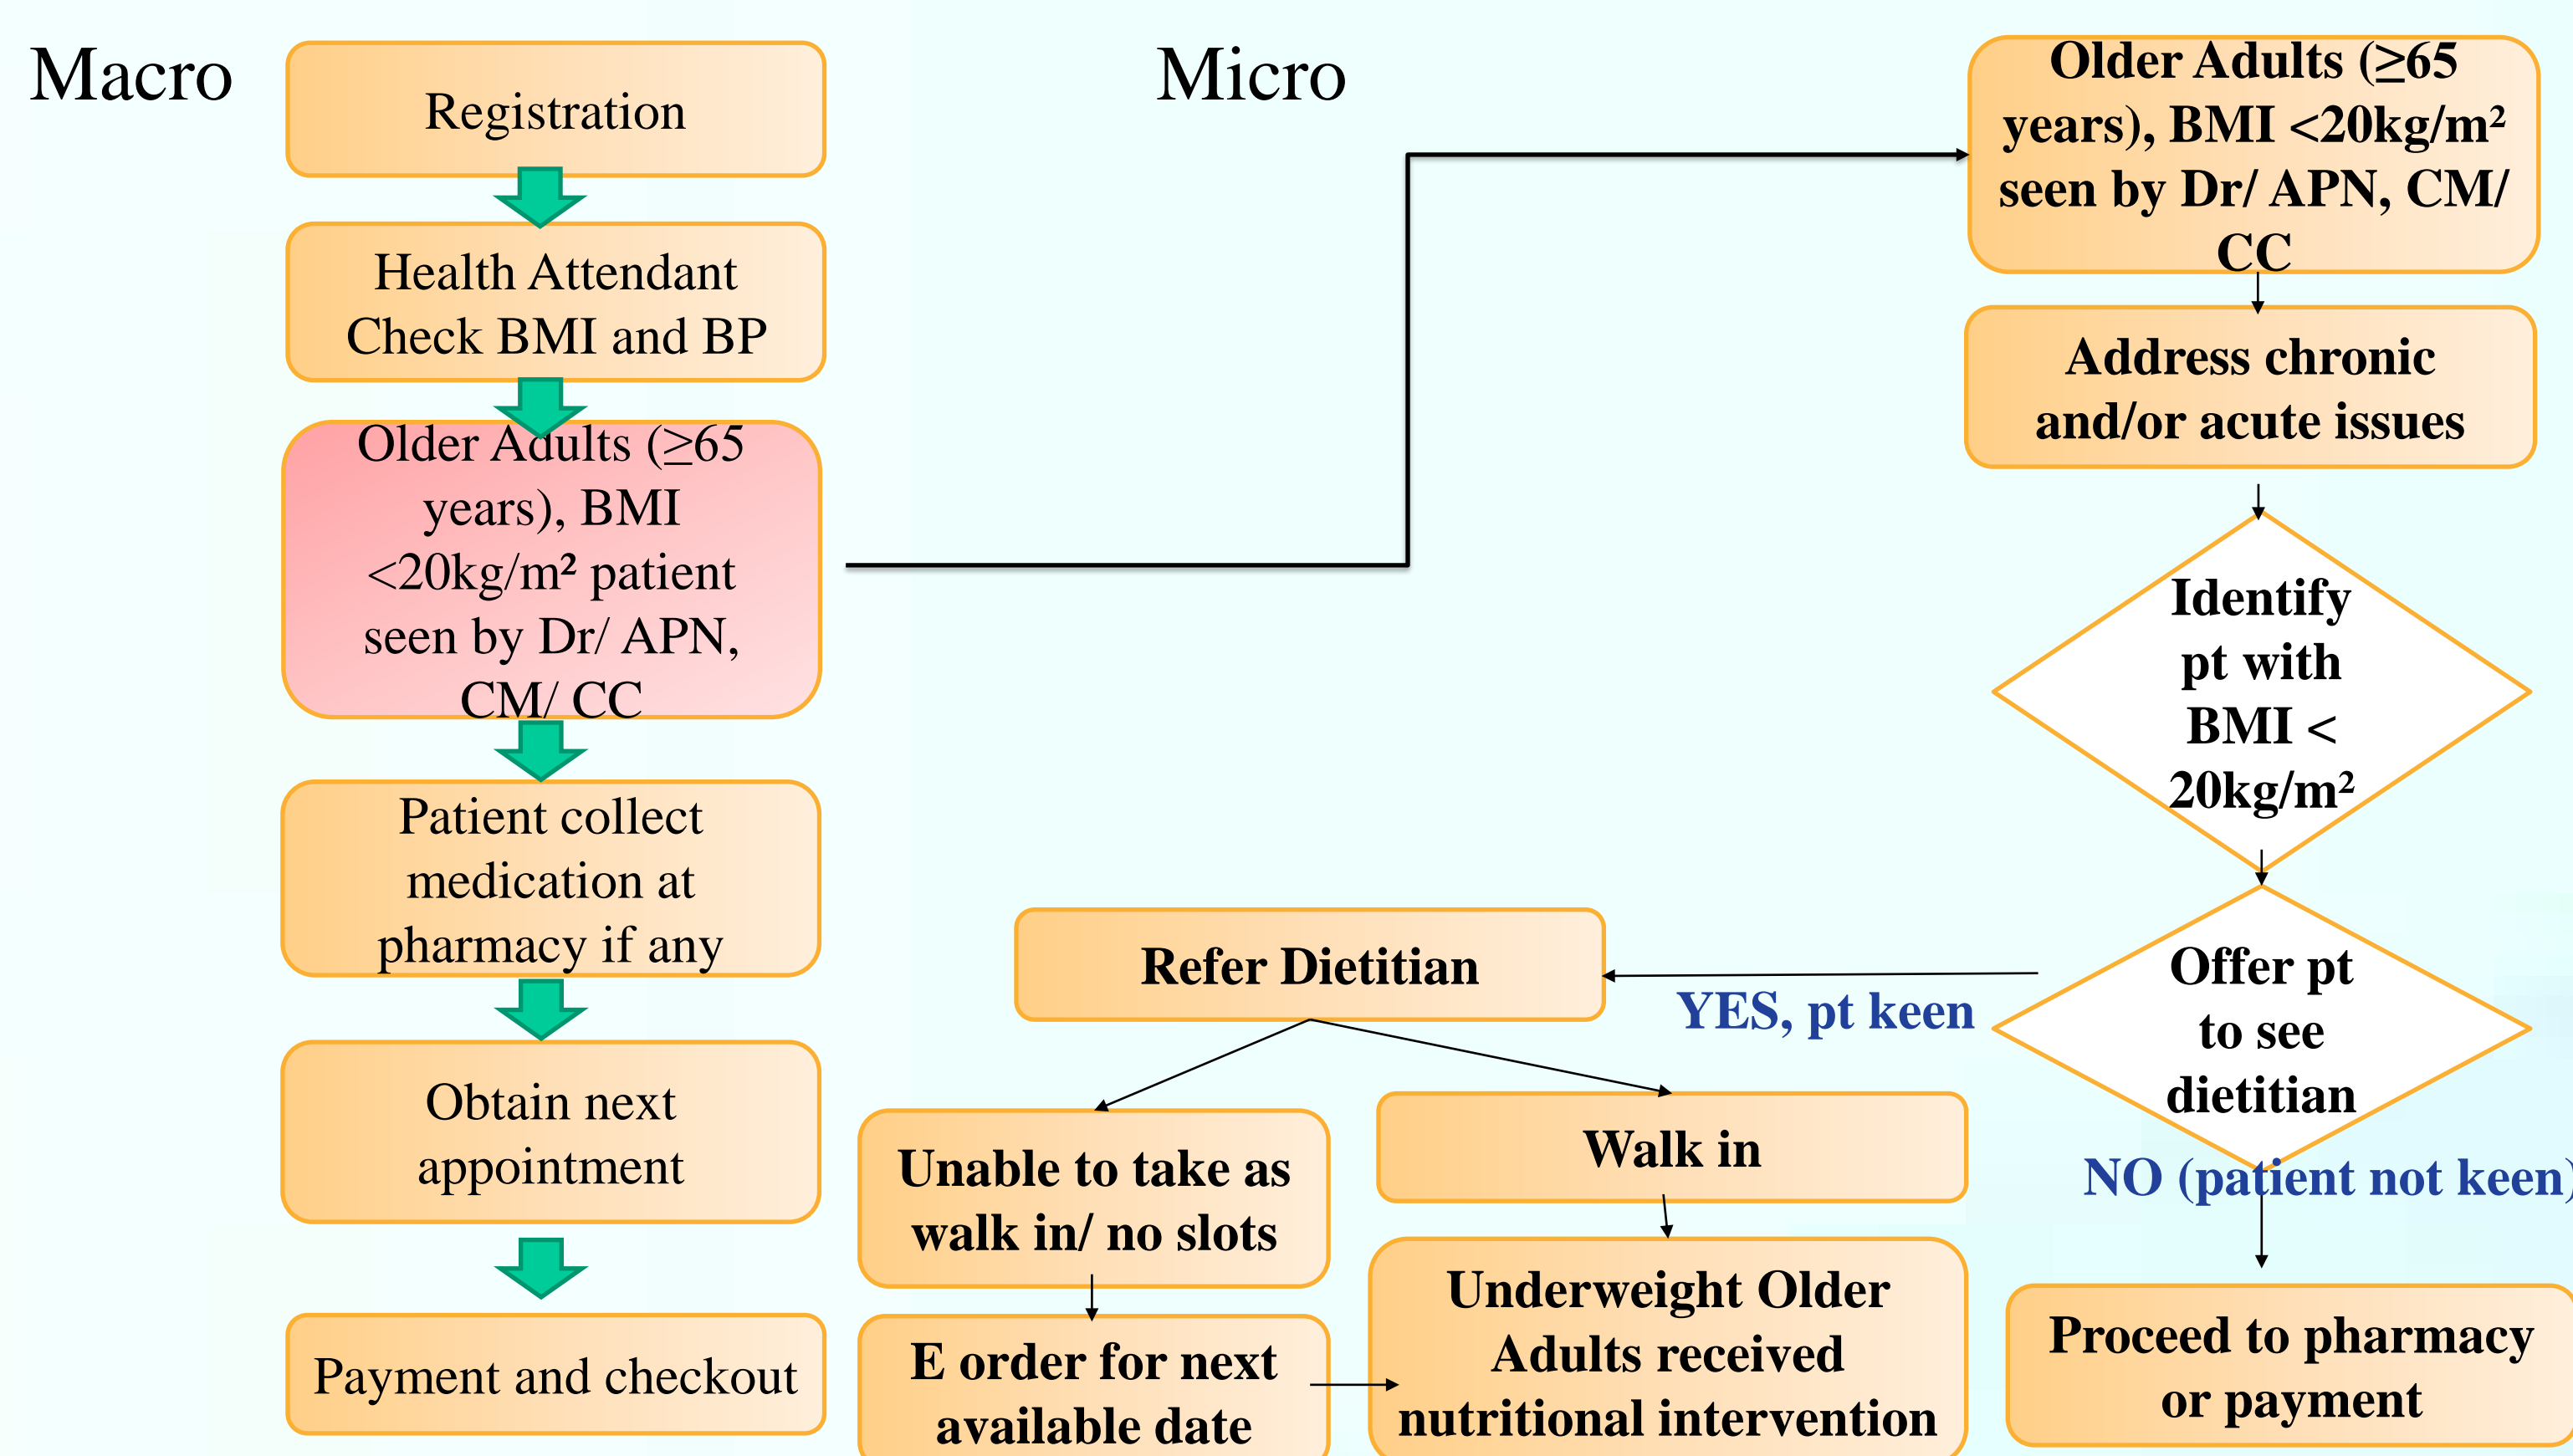 Macro
Registration
Health Attendant
Check BMI and BP
Older Adults (≥65
years), BMI
<20kg/m² patient
seen by Dr/ APN,
CM/ CC
Patient collect
medication at
pharmacy if any
Obtain next
appointment
Payment and checkout
Micro
Older Adults (≥65
years), BMI <20kg/m²
seen by Dr/ APN, CM/
CC
Address chronic
and/or acute issues
Identify
pt with
BMI <
20kg/m²
Offer pt
to see
dietitian
YES, pt keen
Refer Dietitian
Unable to take as
walk in/ no slots
E order for next
available date
Walk in
Underweight Older
Adults received
nutritional intervention
NO (patient not keen)
Proceed to pharmacy
or payment